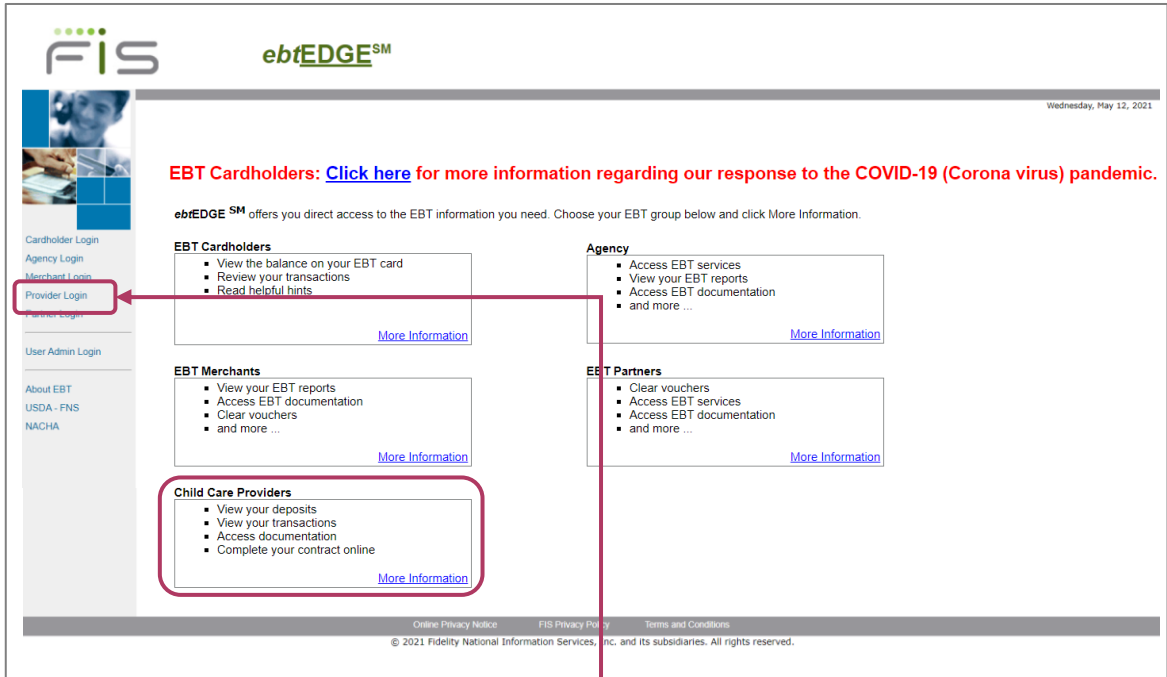 FIS
ebtEDGE SM
Wednesday, May 12, 2021
EBT Cardholders: Click here for more information regarding our response to the COVID-19 (Corona virus) pandemic.
ebtEDGE SM offers you direct access to the EBT information you need. Choose your EBT group below and click More Information.
Cardholder Login
Agency Login
Merchant Login
Provider Login
Partner Login
User Admin Login
About EBT
USDA - FNS
NACHA
EBT Cardholders
View the balance on your EBT card
Review your transactions
Read helpful hints
More Information
Agency
Access EBT services
View your EBT reports
Access EBT documentation
and more ...
More Information
EBT Merchants
View your EBT reports
Access EBT documentation
Clear vouchers
and more ...
More Information
EBT Partners
Clear vouchers
Access EBT services
Access EBT documentation
and more ...
More Information
Child Care Providers
View your deposits
View your transactions
Access documentation
Complete your contract online
More Information
Online Privacy Notice FIS Privacy Policy Terms and Conditions
© 2021 Fidelity National Information Services, Inc. and its subsidiaries. All rights reserved.